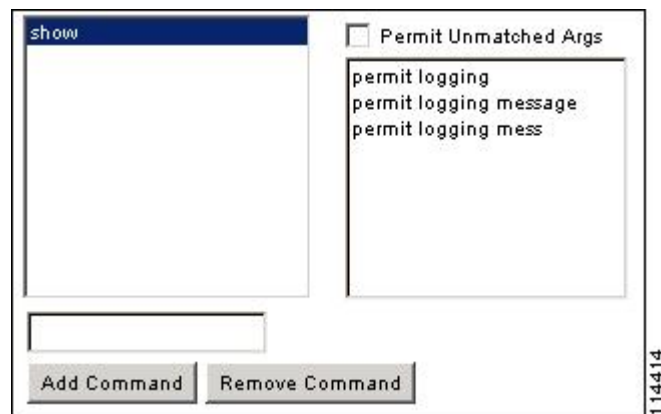 show
Permit Unmatched Args
permit logging
permit logging message
permit logging mess
Add Command
Remove Command
114414